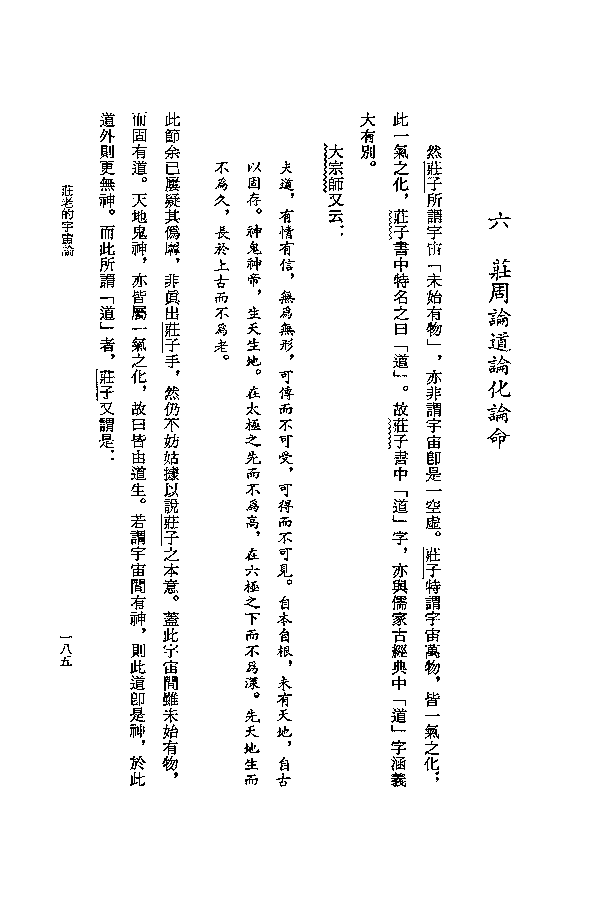 六　莊周論道論化論命
然莊子所謂宇宙「未始有物」，亦非謂宇宙卽是一空虛。莊子特謂宇宙萬物，皆一氣之化；
此一氣之化，莊子書中特名之曰「道」。故莊子書中「道」字，亦與儒家古經典中「道」字涵義
大有別。
大宗師又云：
夫道，有情有信，無爲無形，可傳而不可受，可得而不可見。自本自根，未有天地，自古
以固存。神鬼神帝，生天生地。在太極之先而不爲高，在六極之下而不爲深。先天地生而
不爲久，長於上古而不爲老。
此節余已屢疑其僞羼，非眞出莊子手，然仍不妨姑據以說莊子之本意。蓋此宇宙間雖未始有物，
而固有道。天地鬼神，亦皆屬一氣之化，故曰皆由道生。若謂宇宙間有神，則此道卽是神，於此
道外則更無神。而此所謂「道」者，莊子又謂是：
莊老的宇宙論
一八五